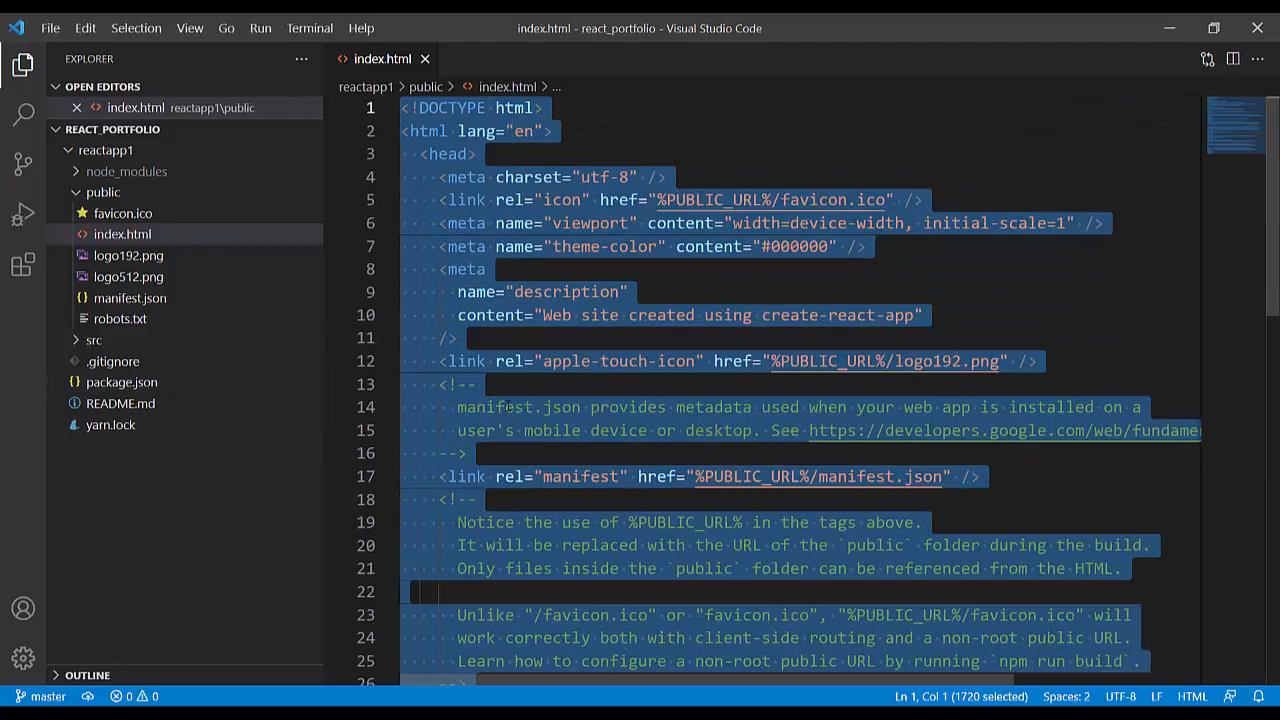 File Edit Selection View Go Run Terminal Help
index.html - react_portfolio - Visual Studio Code
EXPLORER
OPEN EDITORS
index.html reactapp1\public
REACT_PORTFOLIO
reactapp1
node_modules
public
favicon.ico
index.html
logo192.png
logo512.png
manifest.json
robots.txt
src
.gitignore
package.json
README.md
yarn.lock
OUTLINE
index.html
reactapp1 > public > index.html > ...
1 <!DOCTYPE html>
2 <html lang="en">
3 <head>
4 <meta charset="utf-8" />
5 <link rel="icon" href="%PUBLIC_URL%/favicon.ico" />
6 <meta name="viewport" content="width=device-width, initial-scale=1" />
7 <meta name="theme-color" content="#000000" />
8 <meta
9 name="description"
10 content="Web site created using create-react-app"
11 />
12 <link rel="apple-touch-icon" href="%PUBLIC_URL%/logo192.png" />
13 <!--
14 manifest.json provides metadata used when your web app is installed on a
15 user's mobile device or desktop. See https://developers.google.com/web/fundame
16 -->
17 <link rel="manifest" href="%PUBLIC_URL%/manifest.json" />
18 <!--
19 Notice the use of %PUBLIC_URL% in the tags above.
20 It will be replaced with the URL of the `public` folder during the build.
21 Only files inside the `public` folder can be referenced from the HTML.
22
23 Unlike "/favicon.ico" or "favicon.ico", "%PUBLIC_URL%/favicon.ico" will
24 work correctly both with client-side routing and a non-root public URL.
25 Learn how to configure a non-root public URL by running `npm run build`.
26 -->
master 0 0 Ln 1, Col 1 (1720 selected) Spaces: 2 UTF-8 LF HTML